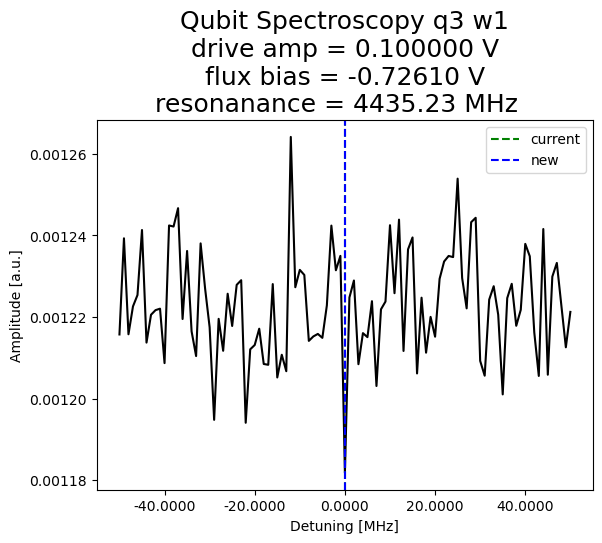 Qubit Spectroscopy q3 w1
drive amp = 0.100000 V
flux bias = -0.72610 V
resonanance = 4435.23 MHz
current
new
0.00126
0.00124
0.00122
0.00120
0.00118
Amplitude [a.u.]
-40.0000 -20.0000 0.0000 20.0000 40.0000
Detuning [MHz]